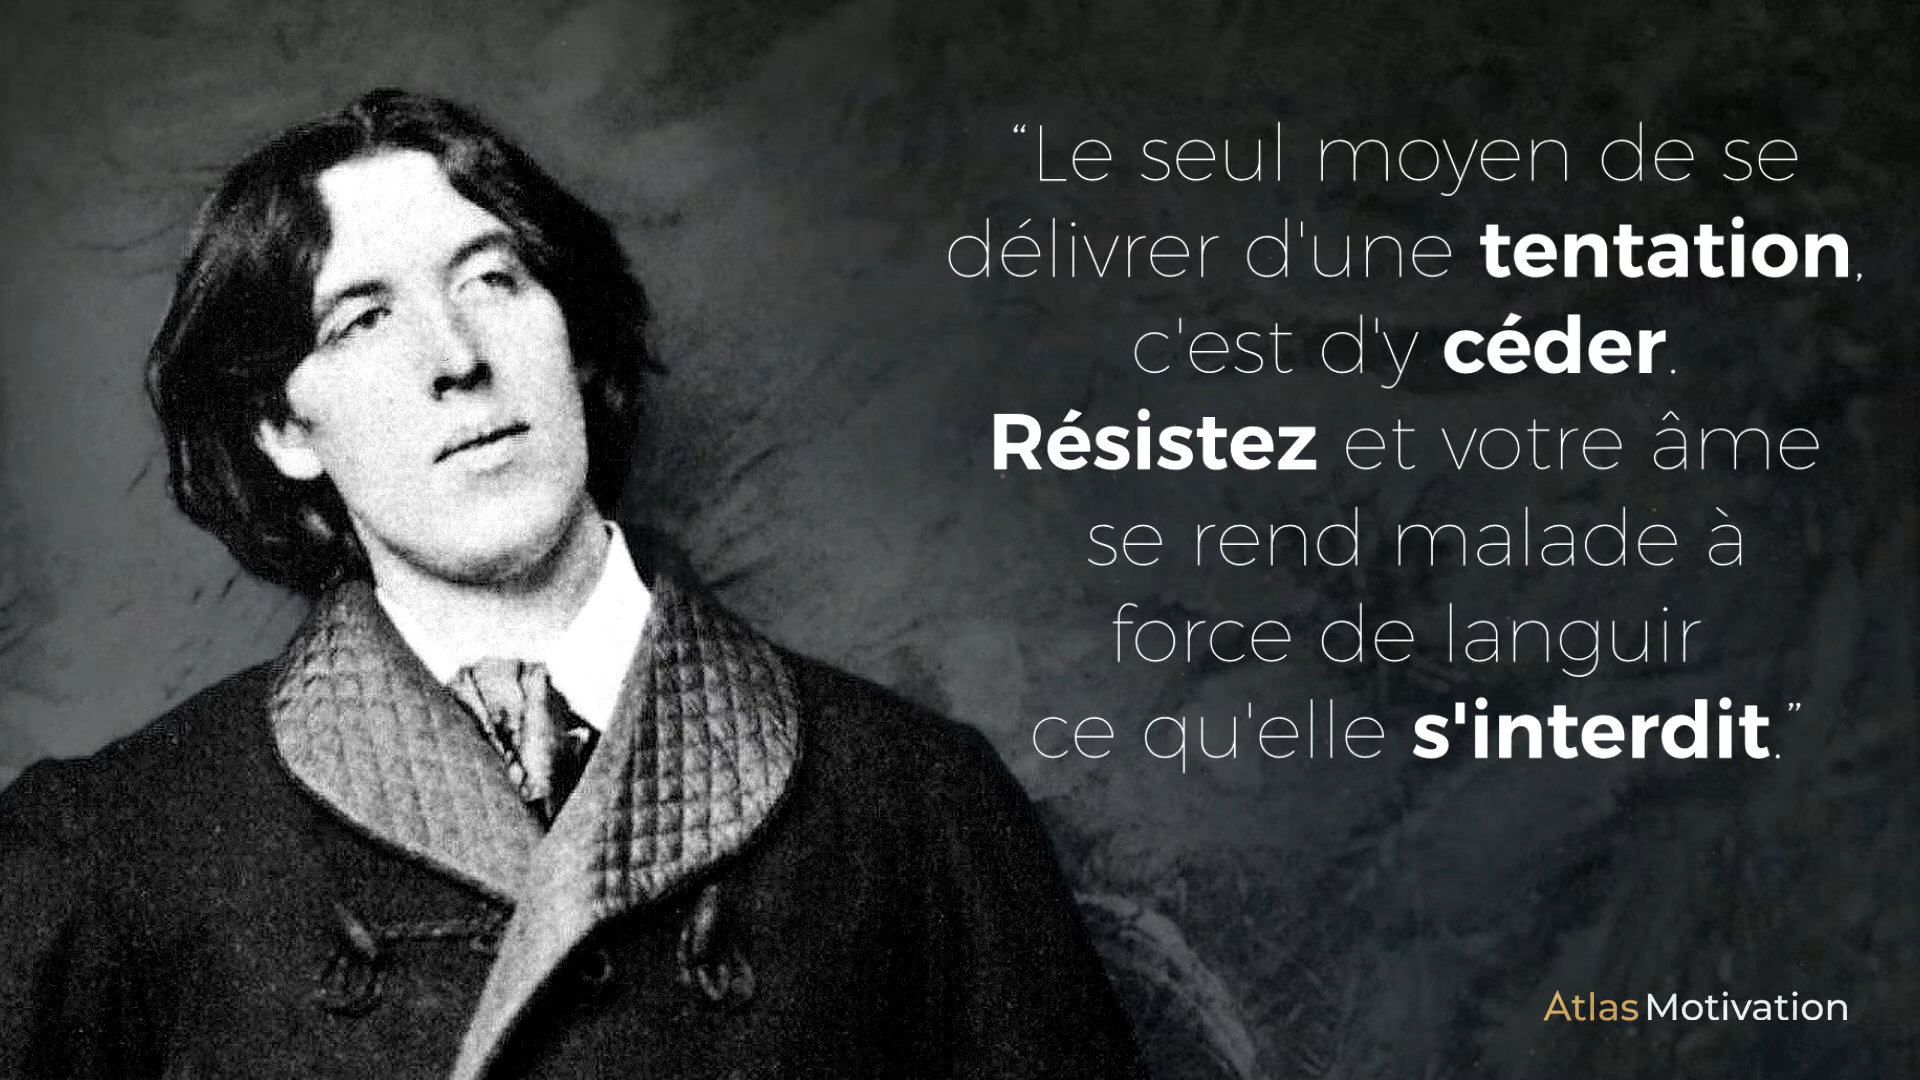 “Le seul moyen de se
délivrer d'une tentation,
c'est d'y céder.
Résistez et votre âme
se rend malade à
force de languir
ce qu'elle s'interdit.”
Atlas Motivation